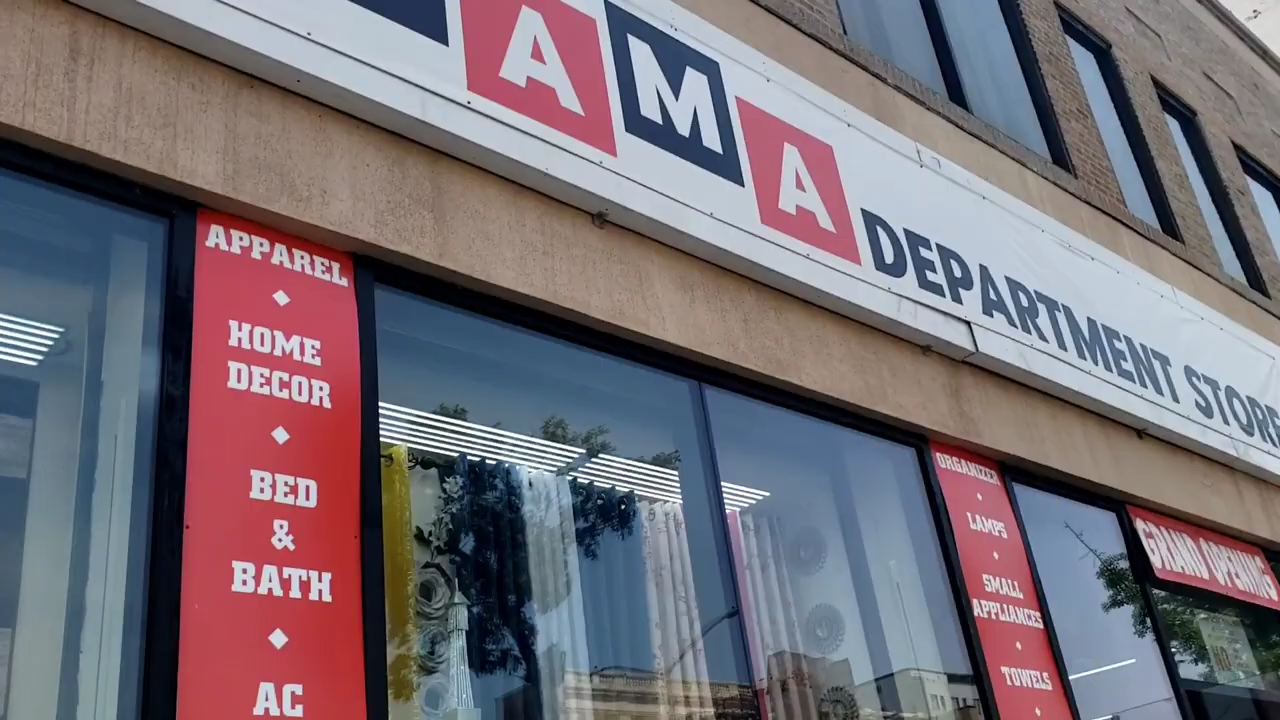 AMA DEPARTMENT STORE
APPAREL
HOME
DECOR
BED
&
BATH
AC
ORGANIZER
LAMPS
SMALL
APPLIANCES
TOWELS
GRAND OPENING